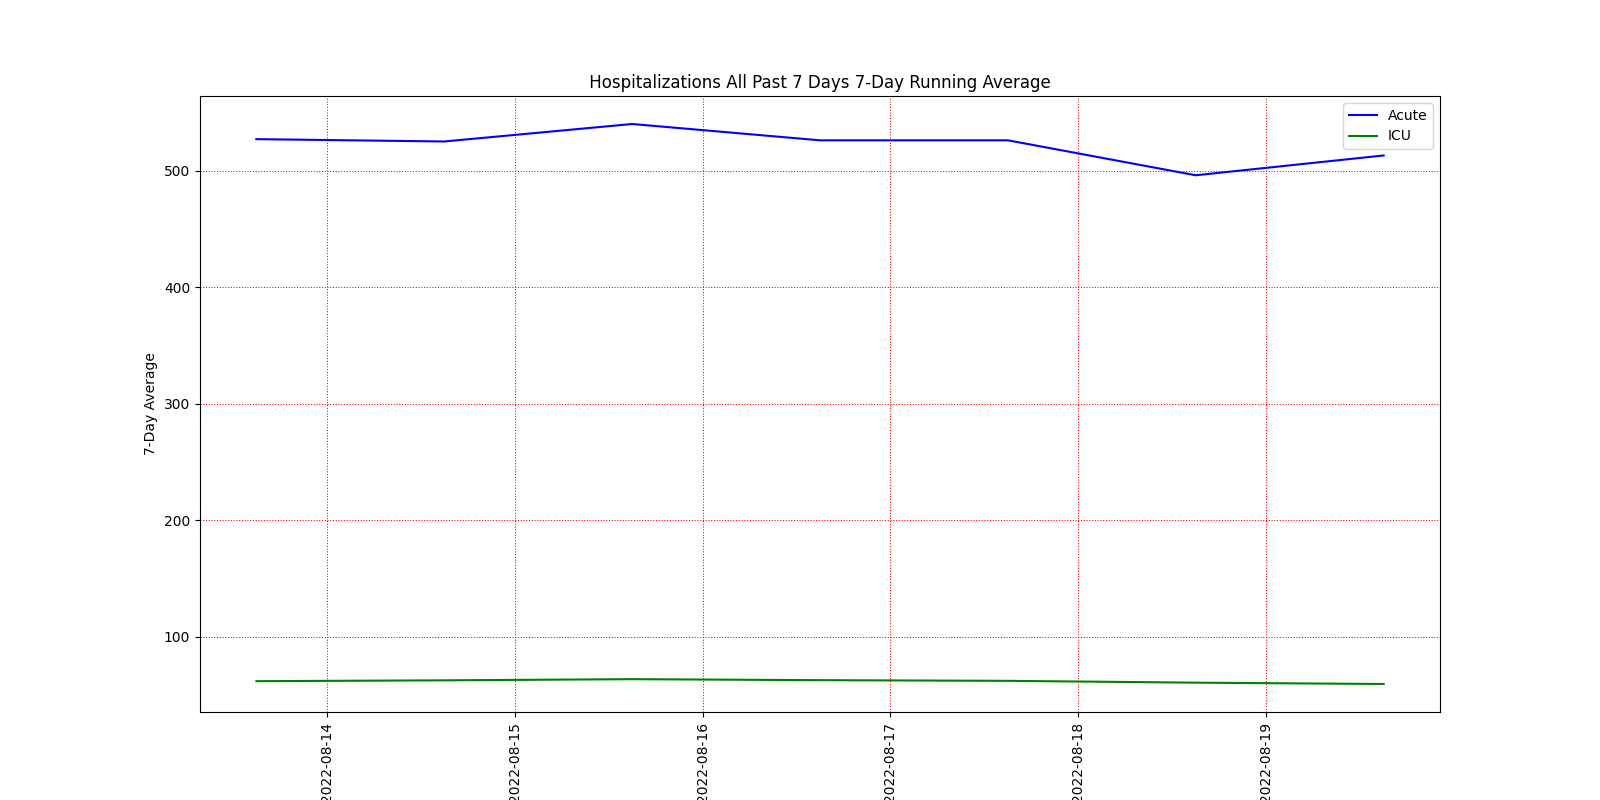 Hospitalizations All Past 7 Days 7-Day Running Average
Acute
ICU
7-Day Average
500
400
300
200
100
2022-08-14
2022-08-15
2022-08-16
2022-08-17
2022-08-18
2022-08-19